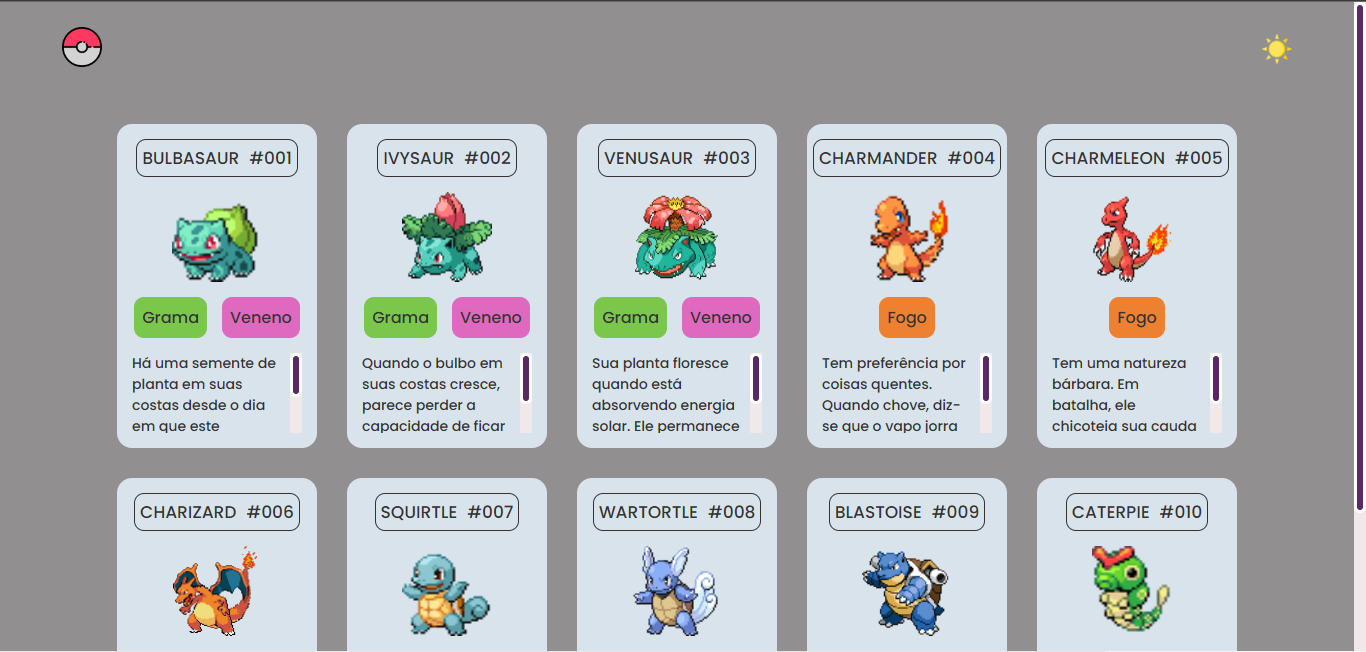 BULBASAUR #001
IVYSAUR #002
VENUSAUR #003
CHARMANDER #004
CHARMELEON #005
Grama Veneno
Grama Veneno
Grama Veneno
Fogo
Fogo
Há uma semente de
planta em suas
costas desde o dia
em que este
Quando o bulbo em
suas costas cresce,
parece perder a
capacidade de ficar
Sua planta floresce
quando está
absorvendo energia
solar. Ele permanece
Tem preferência por
coisas quentes.
Quando chove, diz-
se que o vapo jorra
Tem uma natureza
bárbara. Em
batalha, ele
chicoteia sua cauda
CHARIZARD #006
SQUIRTLE #007
WARTORTLE #008
BLASTOISE #009
CATERPIE #010